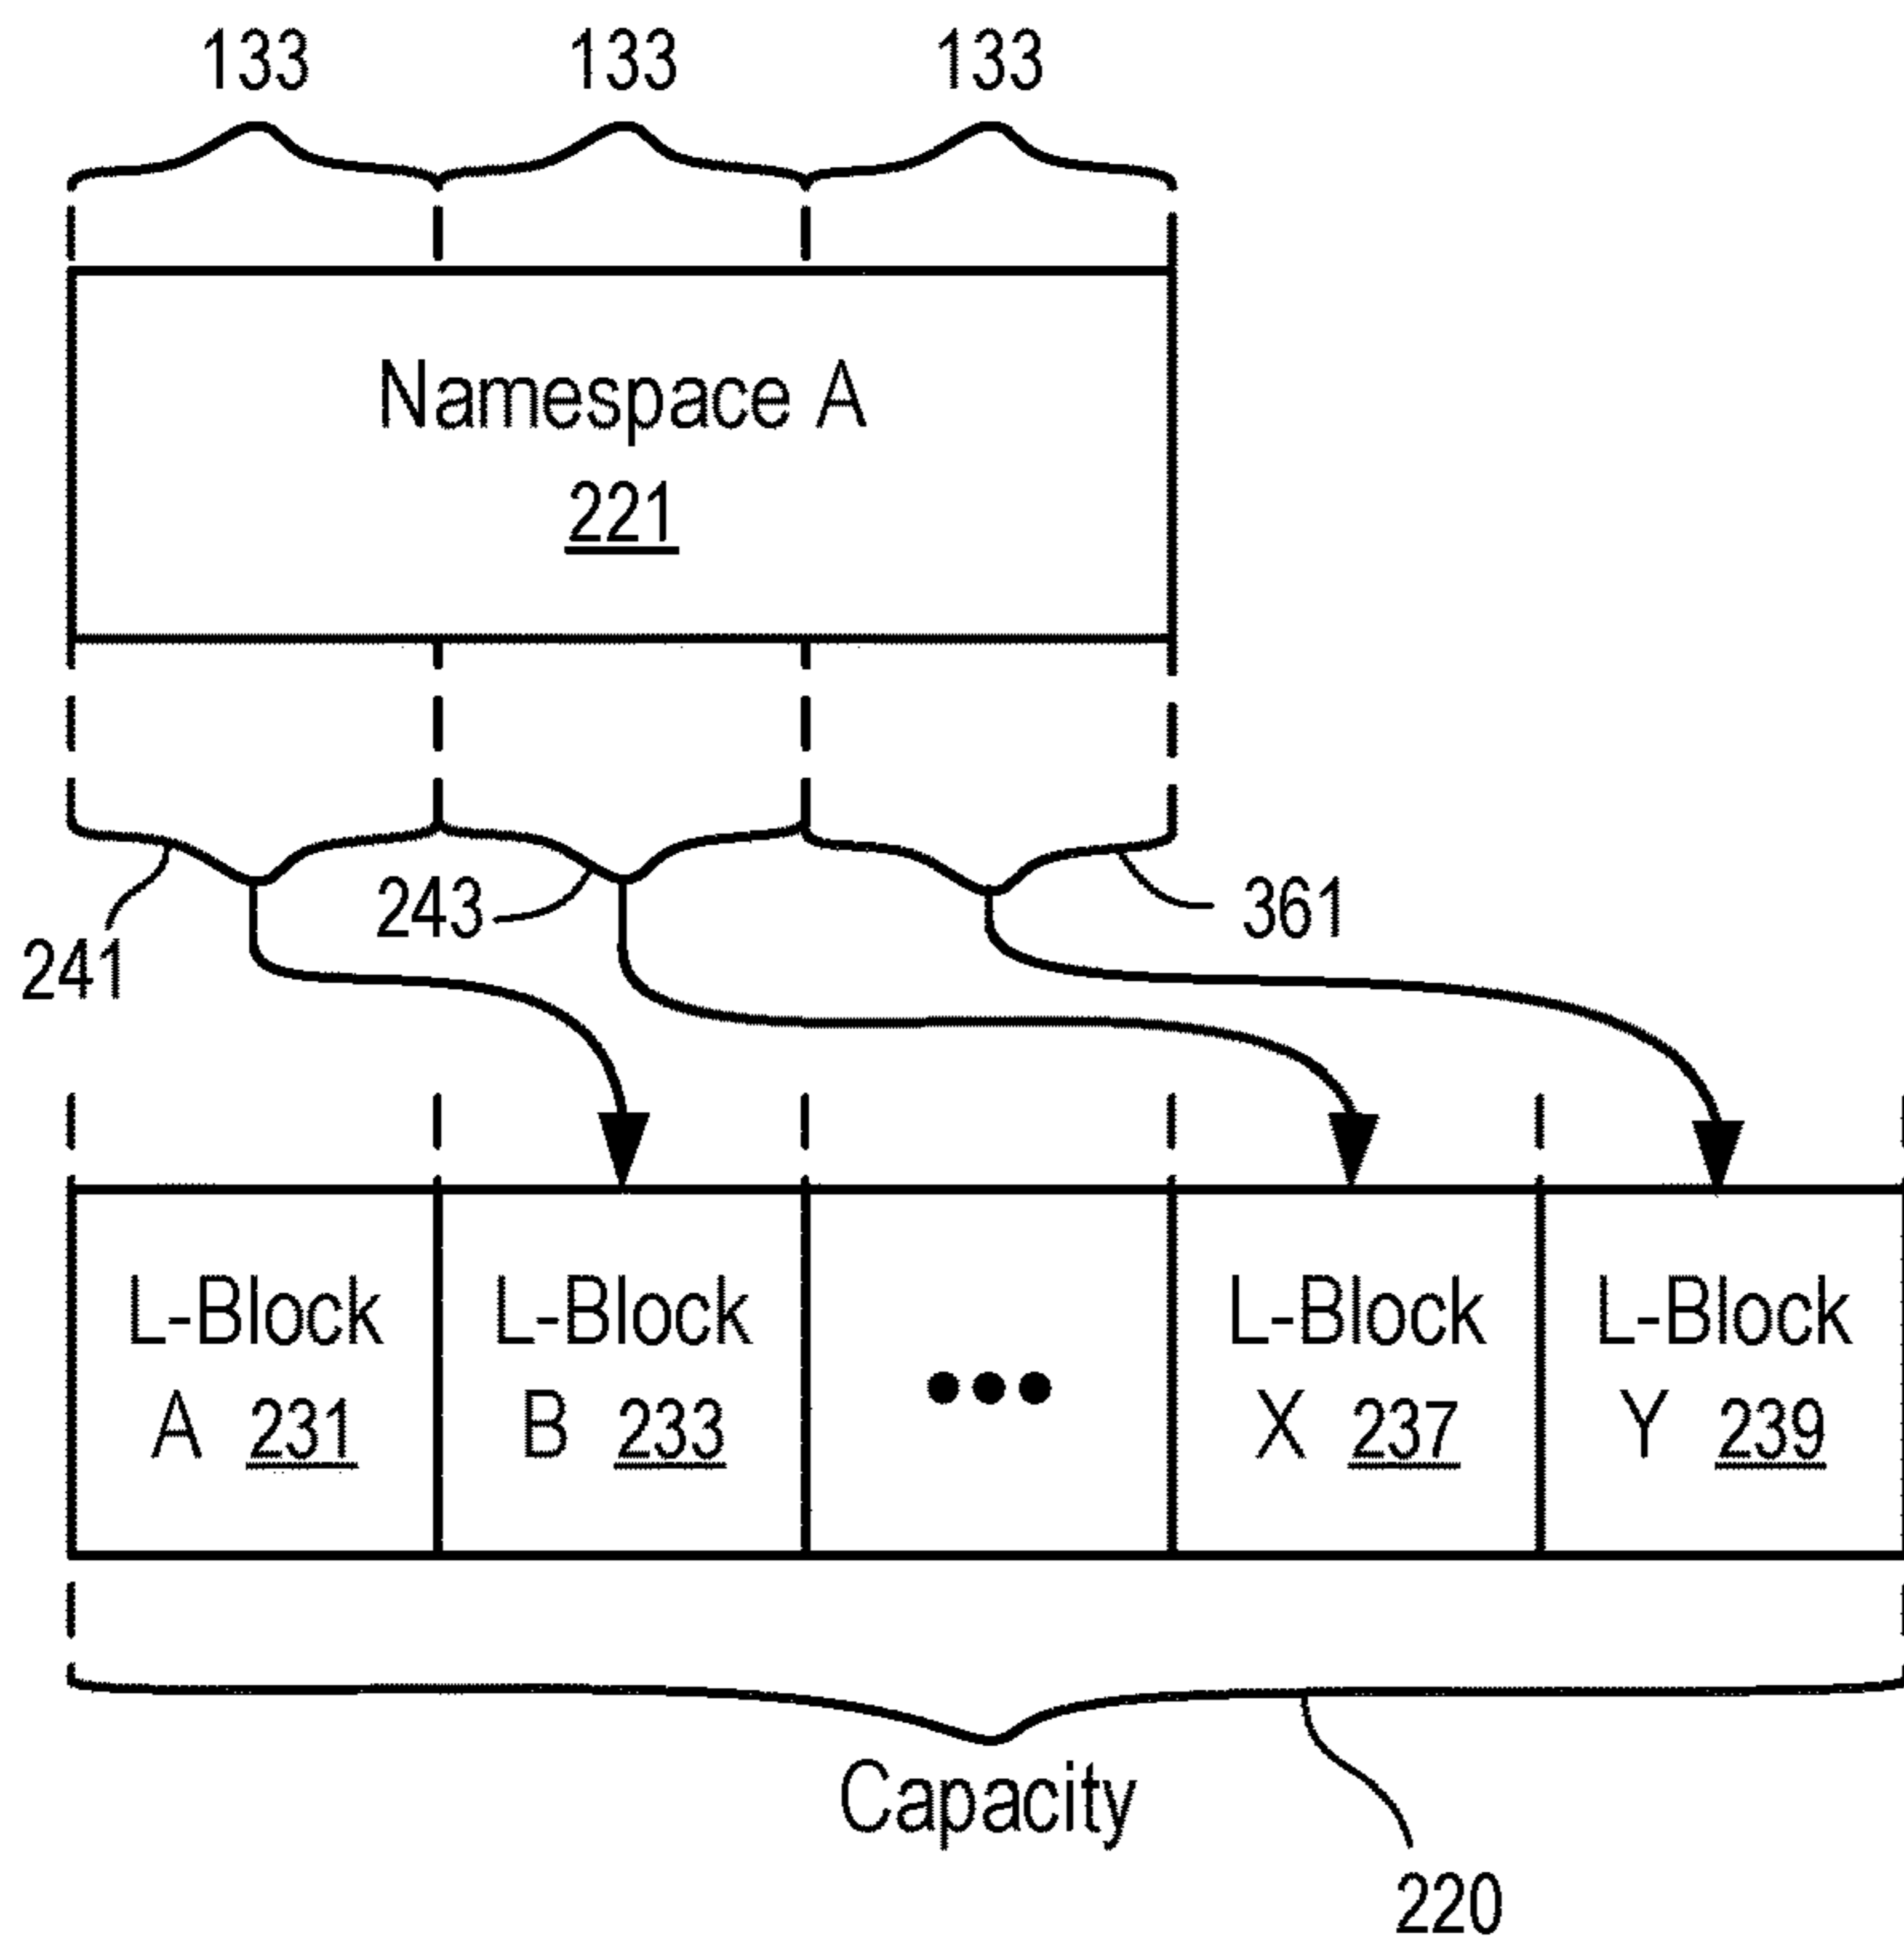 133 133 133
Namespace A
221
241 243 361
L-Block L-Block L-Block L-Block
A 231 B 233 ••• X 237 Y 239
Capacity
220